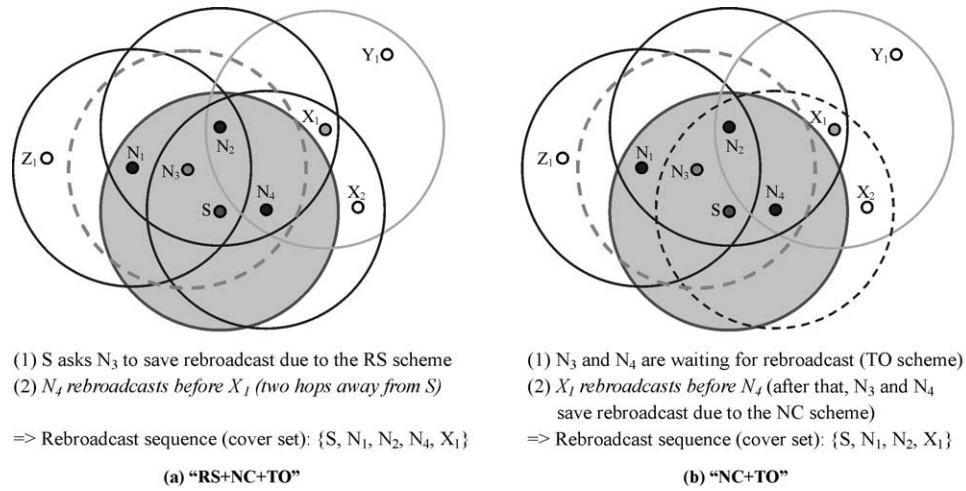 Y₁
X₁
N₂
Z₁
N₁
N₃
X₂
N₄
S
(1) S asks N₃ to save rebroadcast due to the RS scheme
(2) N₄ rebroadcasts before X₁ (two hops away from S)
=> Rebroadcast sequence (cover set): {S, N₁, N₂, N₄, X₁}
(a) “RS+NC+TO”
Y₁
X₁
N₂
Z₁
N₁
N₃
X₂
N₄
S
(1) N₃ and N₄ are waiting for rebroadcast (TO scheme)
(2) X₁ rebroadcasts before N₄ (after that, N₃ and N₄
save rebroadcast due to the NC scheme)
=> Rebroadcast sequence (cover set): {S, N₁, N₂, X₁}
(b) “NC+TO”